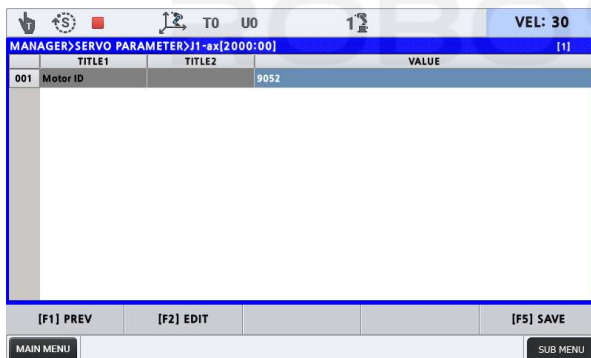 T0 U0 1 VEL: 30
MANAGER>SERVO PARAMETER>J1-ax[2000:00] [1]
TITLE1 TITLE2 VALUE
001 Motor ID 9052
[F1] PREV [F2] EDIT [F5] SAVE
MAIN MENU SUB MENU